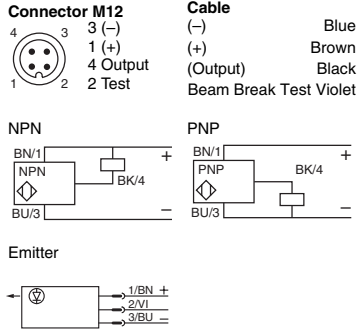 Connector M12
4 3
1 2
3 (–)
1 (+)
4 Output
2 Test
Cable
(–) Blue
(+) Brown
(Output) Black
Beam Break Test Violet
NPN
BN/1
NPN
+
BK/4
BU/3
–
PNP
BN/1
PNP
+
BK/4
BU/3
–
Emitter
1/BN +
2/VI
3/BU –